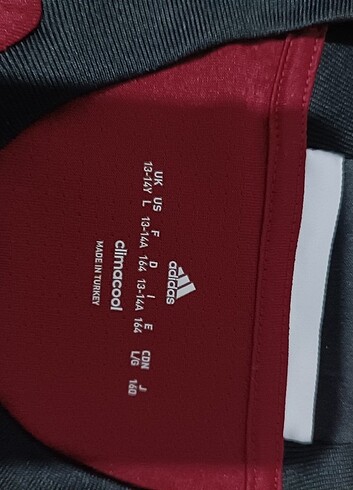 adidas
UK US F D I E CDN J
13-14Y L 13-14A 164 13-14A 164 L/G 160
climacool
MADE IN TURKEY